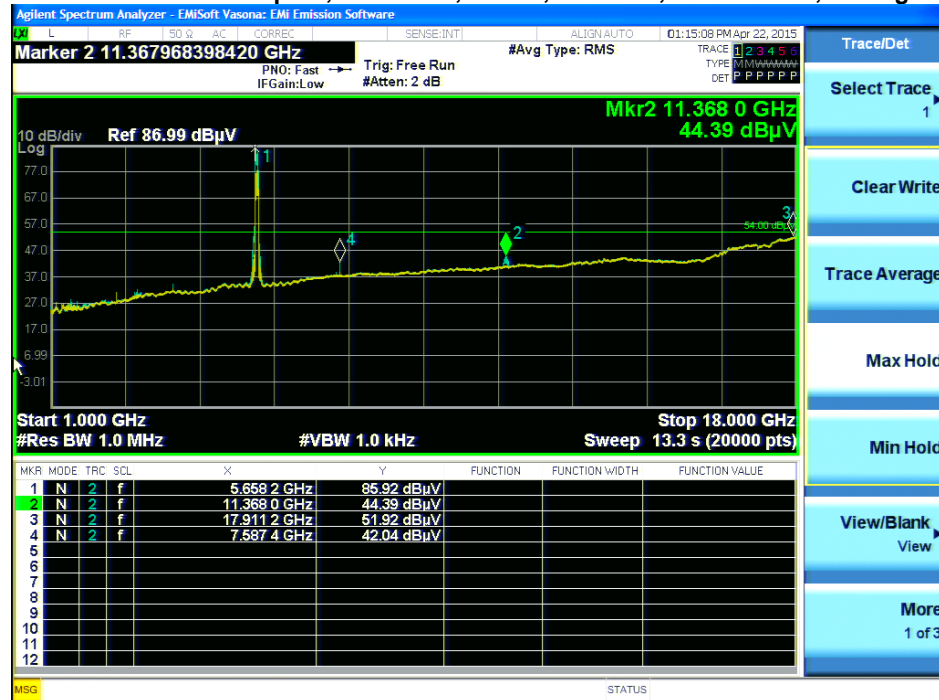 Agilent Spectrum Analyzer - EMiSoft Vasona: EMi Emission Software
LXI L RF 50 Ω AC CORREC SENSE:INT ALIGN AUTO 01:15:08 PM Apr 22, 2015
Marker 2 11.367968398420 GHz
#Avg Type: RMS
TRACE 1 2 3 4 5 6
PNO: Fast Trig: Free Run
TYPE MMWWWW
IFGain:Low #Atten: 2 dB
DET P P P P P P
Mkr2 11.368 0 GHz
10 dB/div Ref 86.99 dBµV 44.39 dBµV
Log
1
77.0
67.0
3
57.0
54.00 dBµV
2
4
47.0
37.0
27.0
17.0
6.99
-3.01
Start 1.000 GHz Stop 18.000 GHz
#Res BW 1.0 MHz #VBW 1.0 kHz Sweep 13.3 s (20000 pts)
MKR MODE TRC SCL X Y FUNCTION FUNCTION WIDTH FUNCTION VALUE
1 N 2 f 5.658 2 GHz 85.92 dBµV
2 N 2 f 11.368 0 GHz 44.39 dBµV
3 N 2 f 17.911 2 GHz 51.92 dBµV
4 N 2 f 7.587 4 GHz 42.04 dBµV
5
6
7
8
9
10
11
12
MSG STATUS
Trace/Det
Select Trace
1
Clear Write
Trace Average
Max Hold
Min Hold
View/Blank
View
More
1 of 3